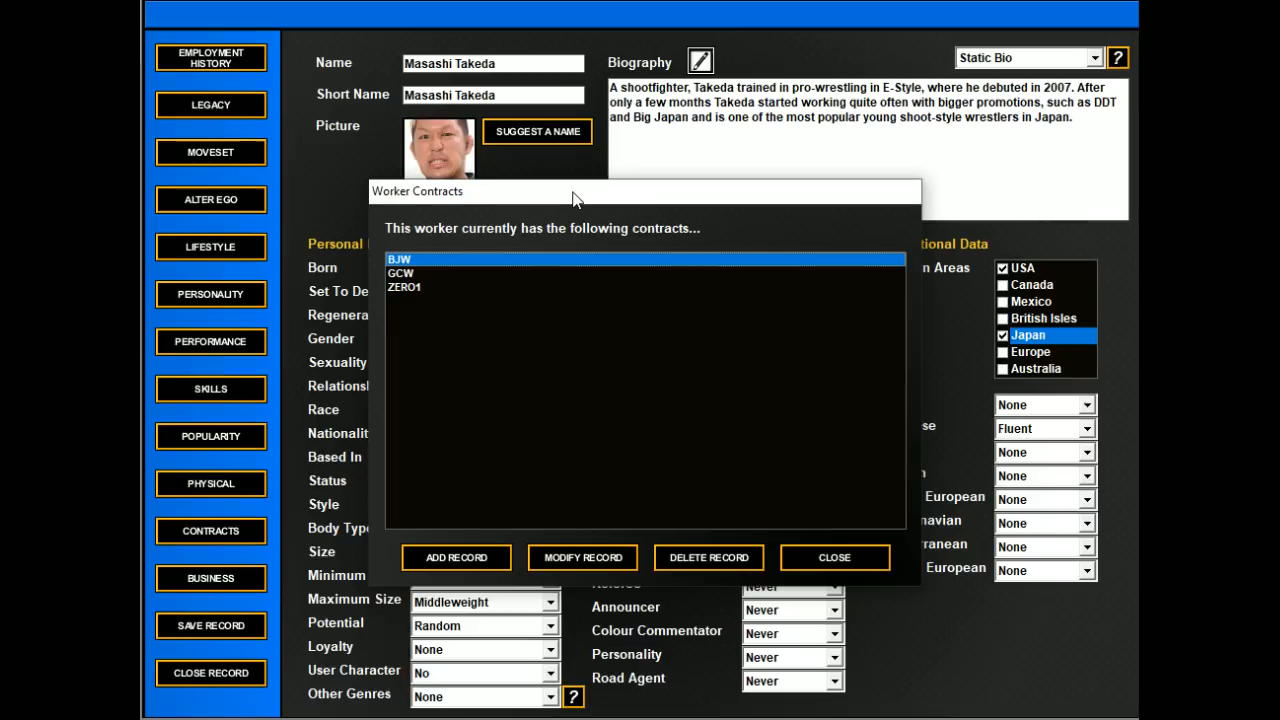 EMPLOYMENT
HISTORY
LEGACY
MOVESET
ALTER EGO
LIFESTYLE
PERSONALITY
PERFORMANCE
SKILLS
POPULARITY
PHYSICAL
CONTRACTS
BUSINESS
SAVE RECORD
CLOSE RECORD
Name
Masashi Takeda
Short Name
Masashi Takeda
Picture
SUGGEST A NAME
Biography
Static Bio
?
A shootfighter, Takeda trained in pro-wrestling in E-Style, where he debuted in 2007. After
only a few months Takeda started working quite often with bigger promotions, such as DDT
and Big Japan and is one of the most popular young shoot-style wrestlers in Japan.
Worker Contracts
This worker currently has the following contracts...
BJW
GCW
ZERO1
ADD RECORD
MODIFY RECORD
DELETE RECORD
CLOSE
Personal
Born
Set To De
Regenera
Gender
Sexuality
Relations
Race
Nationalit
Based In
Status
Style
Body Type
Size
Minimum
Maximum Size
Middleweight
Potential
Random
Loyalty
None
User Character
No
Other Genres
None
?
Referee
Never
Announcer
Never
Colour Commentator
Never
Personality
Never
Road Agent
Never
tional Data
n Areas
USA
Canada
Mexico
British Isles
Japan
Europe
Australia
None
se
Fluent
None
n
None
European
None
navian
None
rranean
None
European
None